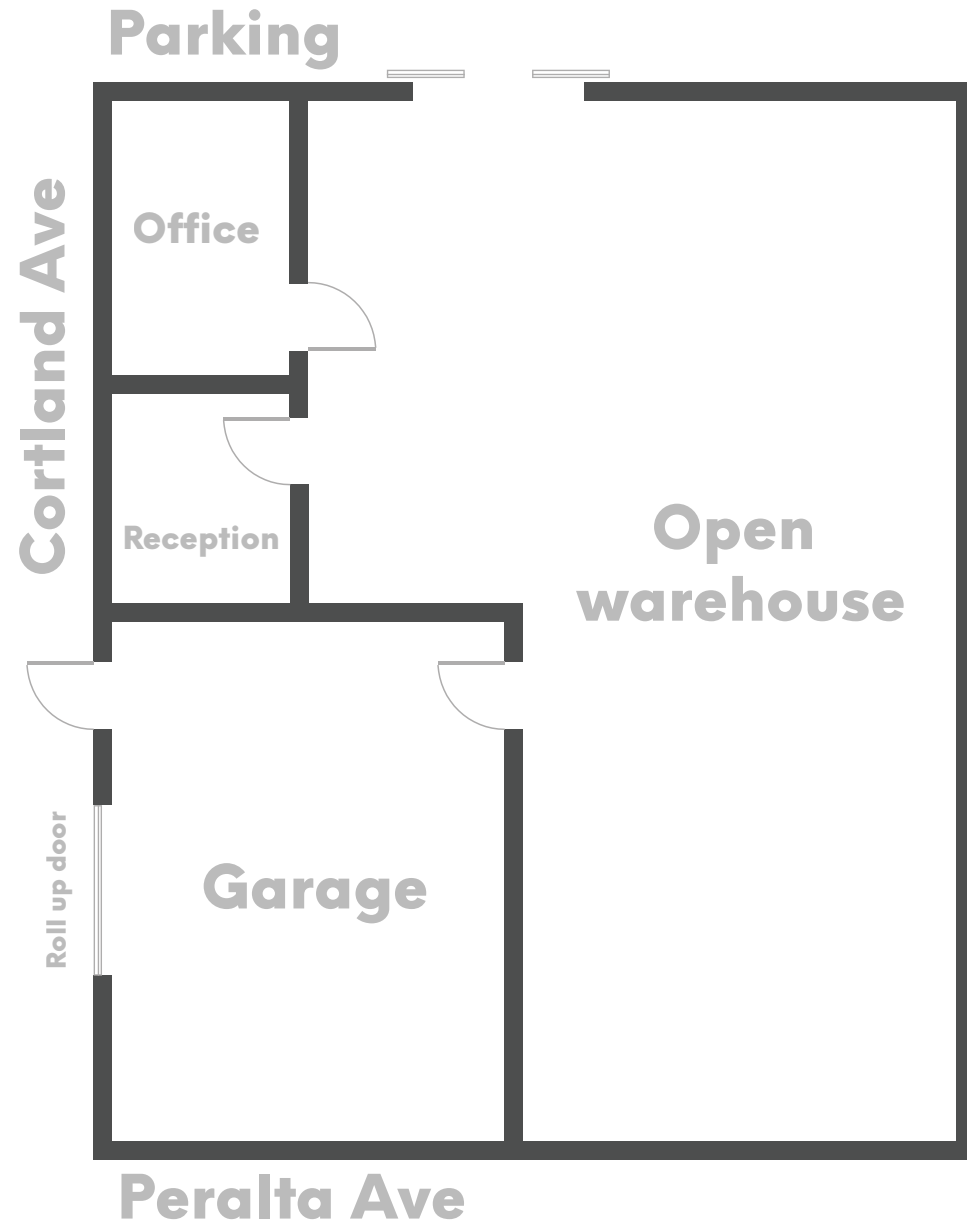 Parking
Cortland Ave
Office
Reception
Open
warehouse
Roll up door
Garage
Peralta Ave